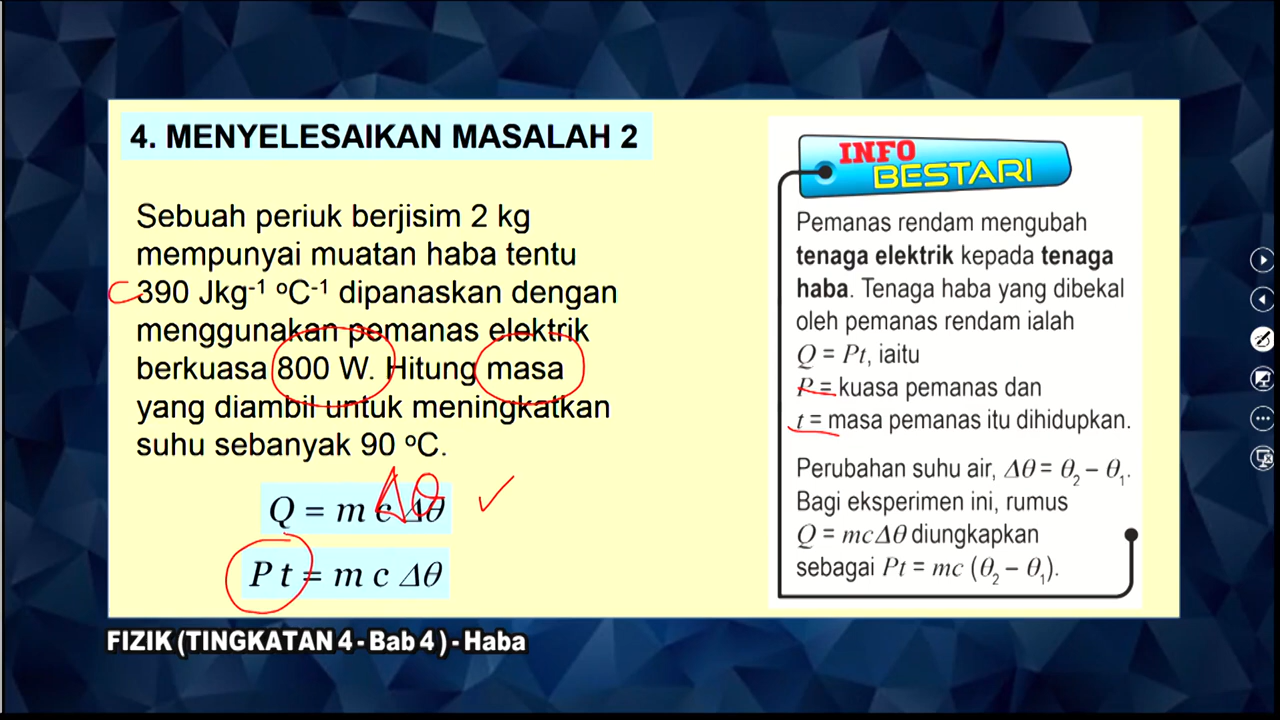 4. MENYELESAIKAN MASALAH 2
Sebuah periuk berjisim 2 kg
mempunyai muatan haba tentu
c 390 Jkg⁻¹ ᵒC⁻¹ dipanaskan dengan
menggunakan pemanas elektrik
berkuasa 800 W. Hitung masa
yang diambil untuk meningkatkan
suhu sebanyak 90 ᵒC.
Δθ
Q = m c Δθ ✓
P t = m c Δθ
INFO
BESTARI
Pemanas rendam mengubah
tenaga elektrik kepada tenaga
haba. Tenaga haba yang dibekal
oleh pemanas rendam ialah
Q = Pt, iaitu
P = kuasa pemanas dan
t = masa pemanas itu dihidupkan.
Perubahan suhu air, Δθ = θ₂ – θ₁.
Bagi eksperimen ini, rumus
Q = mcΔθ diungkapkan
sebagai Pt = mc (θ₂ – θ₁).
FIZIK (TINGKATAN 4 - Bab 4 ) - Haba